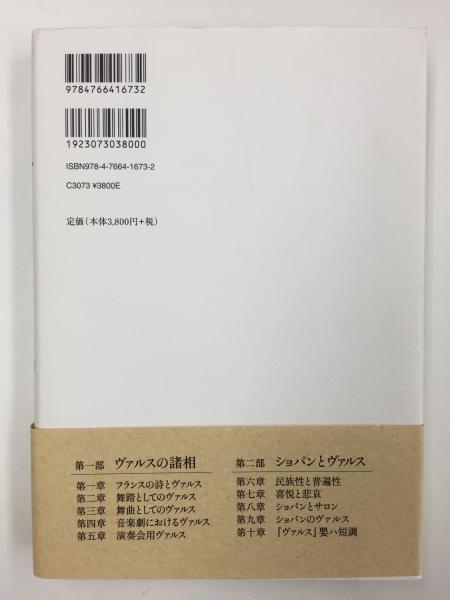 9784766416732
1923073038000
ISBN978-4-7664-1673-2
C3073 ¥3800E
定価(本体3,800円+税)
第一部 ヴァルスの諸相
第一章 フランスの詩とヴァルス
第二章 舞踏としてのヴァルス
第三章 舞曲としてのヴァルス
第四章 音楽劇におけるヴァルス
第五章 演奏会用ヴァルス
第二部 ショパンとヴァルス
第六章 民族性と普遍性
第七章 喜悦と悲哀
第八章 ショパンとサロン
第九章 ショパンのヴァルス
第十章 『ヴァルス』嬰ハ短調